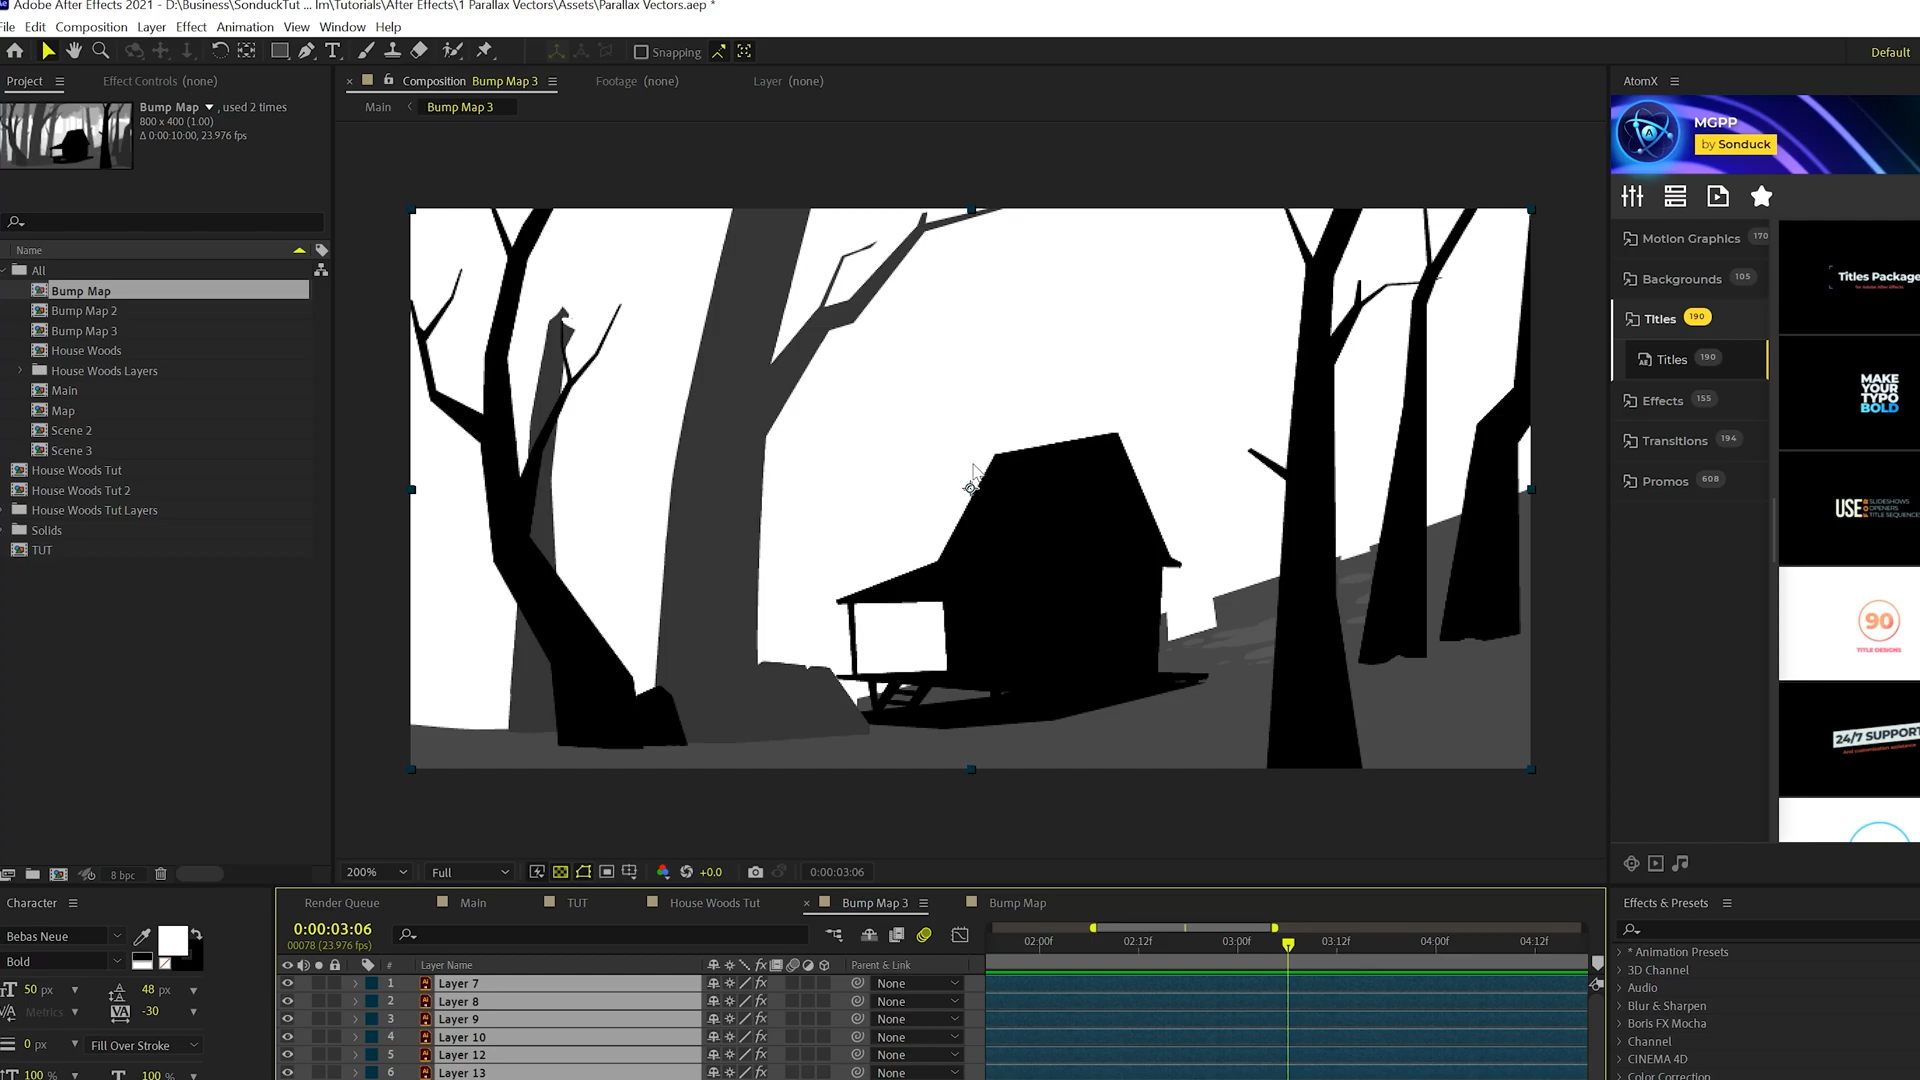 Adobe After Effects 2021 - D:\Business\SonduckTut ... lm\Tutorials\After Effects\1 Parallax Vectors\Assets\Parallax Vectors.aep *
File Edit Composition Layer Effect Animation View Window Help
Snapping
Default
Project
Effect Controls (none)
Composition Bump Map 3
Footage (none)
Layer (none)
AtomX
Bump Map , used 2 times
800 x 400 (1.00)
Δ 0:00:10:00, 23.976 fps
Main
Bump Map 3
MGPP
by Sonduck
Name
All
Bump Map
Bump Map 2
Bump Map 3
House Woods
House Woods Layers
Main
Map
Scene 2
Scene 3
House Woods Tut
House Woods Tut 2
House Woods Tut Layers
Solids
TUT
Motion Graphics 170
Backgrounds 105
Titles 190
Titles 190
Effects 155
Transitions 194
Promos 608
Titles Package
MAKE
YOUR
TYPO
BOLD
USE
SLIDESHOWS
OPENERS
TITLE SEQUENCES
90
TITLE DESIGNS
24/7 SUPPORT
8 bpc
200%
Full
+0.0
0:00:03:06
Character
Bebas Neue
Bold
50 px
48 px
Metrics
-30
0 px
Fill Over Stroke
100 %
100 %
Render Queue
Main
TUT
House Woods Tut
Bump Map 3
Bump Map
0:00:03:06
00078 (23.976 fps)
02:00f
02:12f
03:00f
03:12f
04:00f
04:12f
# Layer Name
Parent & Link
1 Layer 7 None
2 Layer 8 None
3 Layer 9 None
4 Layer 10 None
5 Layer 12 None
6 Layer 13 None
Effects & Presets
* Animation Presets
3D Channel
Audio
Blur & Sharpen
Boris FX Mocha
Channel
CINEMA 4D
Color Correction